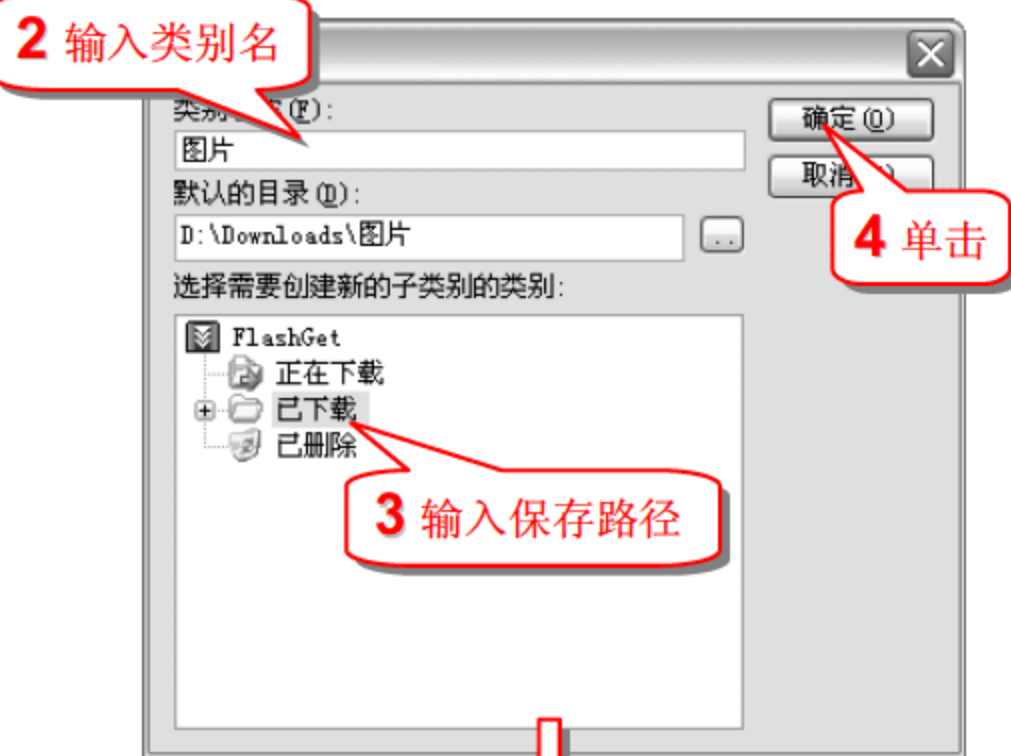 2 输入类别名
类别(F):
图片
确定(O)
取消
默认的目录(D):
D:\Downloads\图片
..
4 单击
选择需要创建新的子类别的类别:
FlashGet
正在下载
已下载
已删除
3 输入保存路径